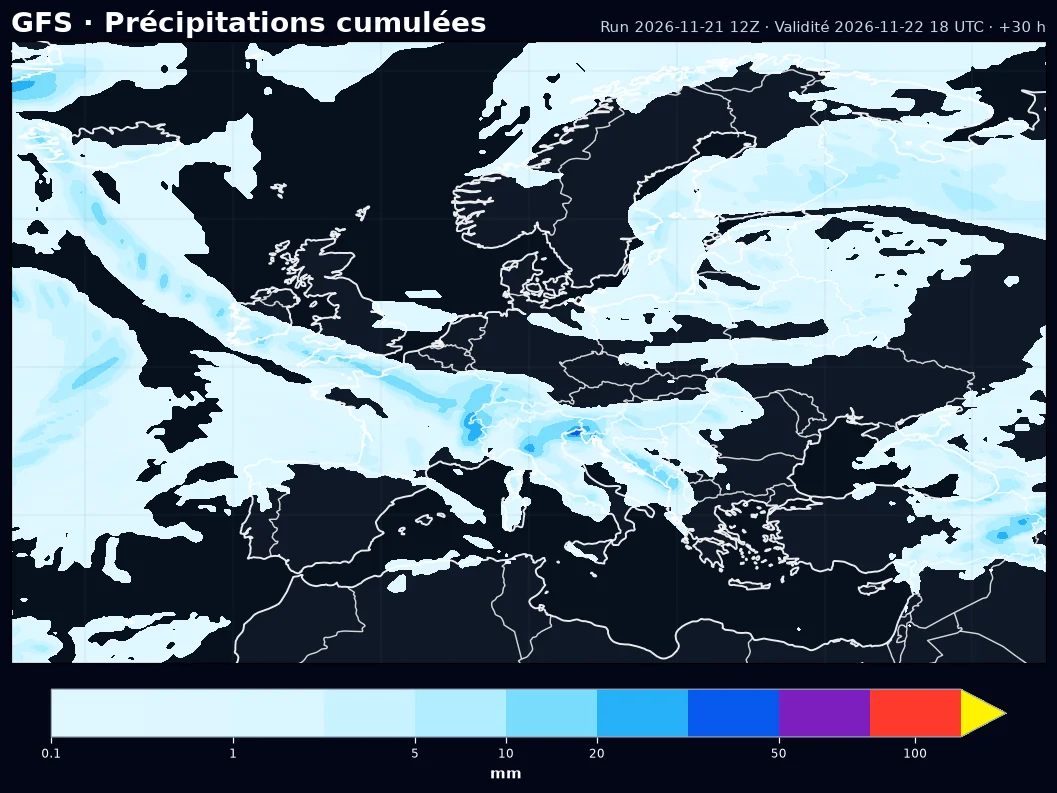 GFS · Précipitations cumulées
Run 2026-11-21 12Z · Validité 2026-11-22 18 UTC · +30 h
0.1 1 5 10 20 50 100
mm